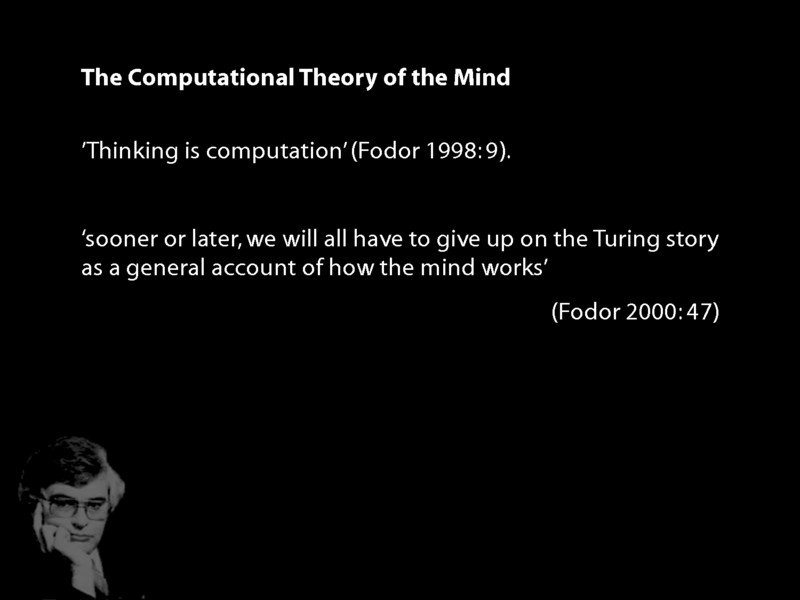 The Computational Theory of the Mind
’Thinking is computation’ (Fodor 1998: 9).
‘sooner or later, we will all have to give up on the Turing story
as a general account of how the mind works’
(Fodor 2000: 47)